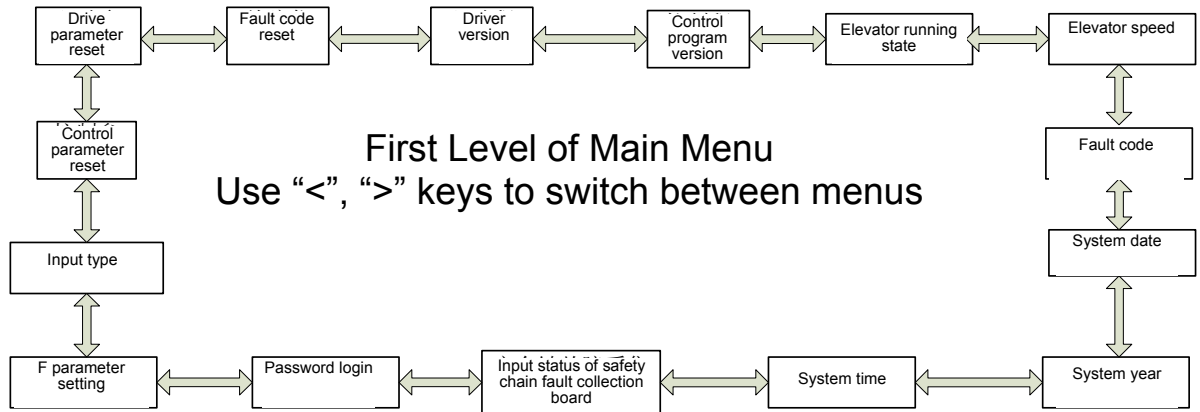 Drive
parameter
reset
Fault code
reset
Driver
version
Control
program
version
Elevator running
state
Elevator speed
Control
parameter
reset
First Level of Main Menu
Use “<”, “>” keys to switch between menus
Fault code
Input type
System date
F parameter
setting
Password login
Input status of safety
chain fault collection
board
System time
System year